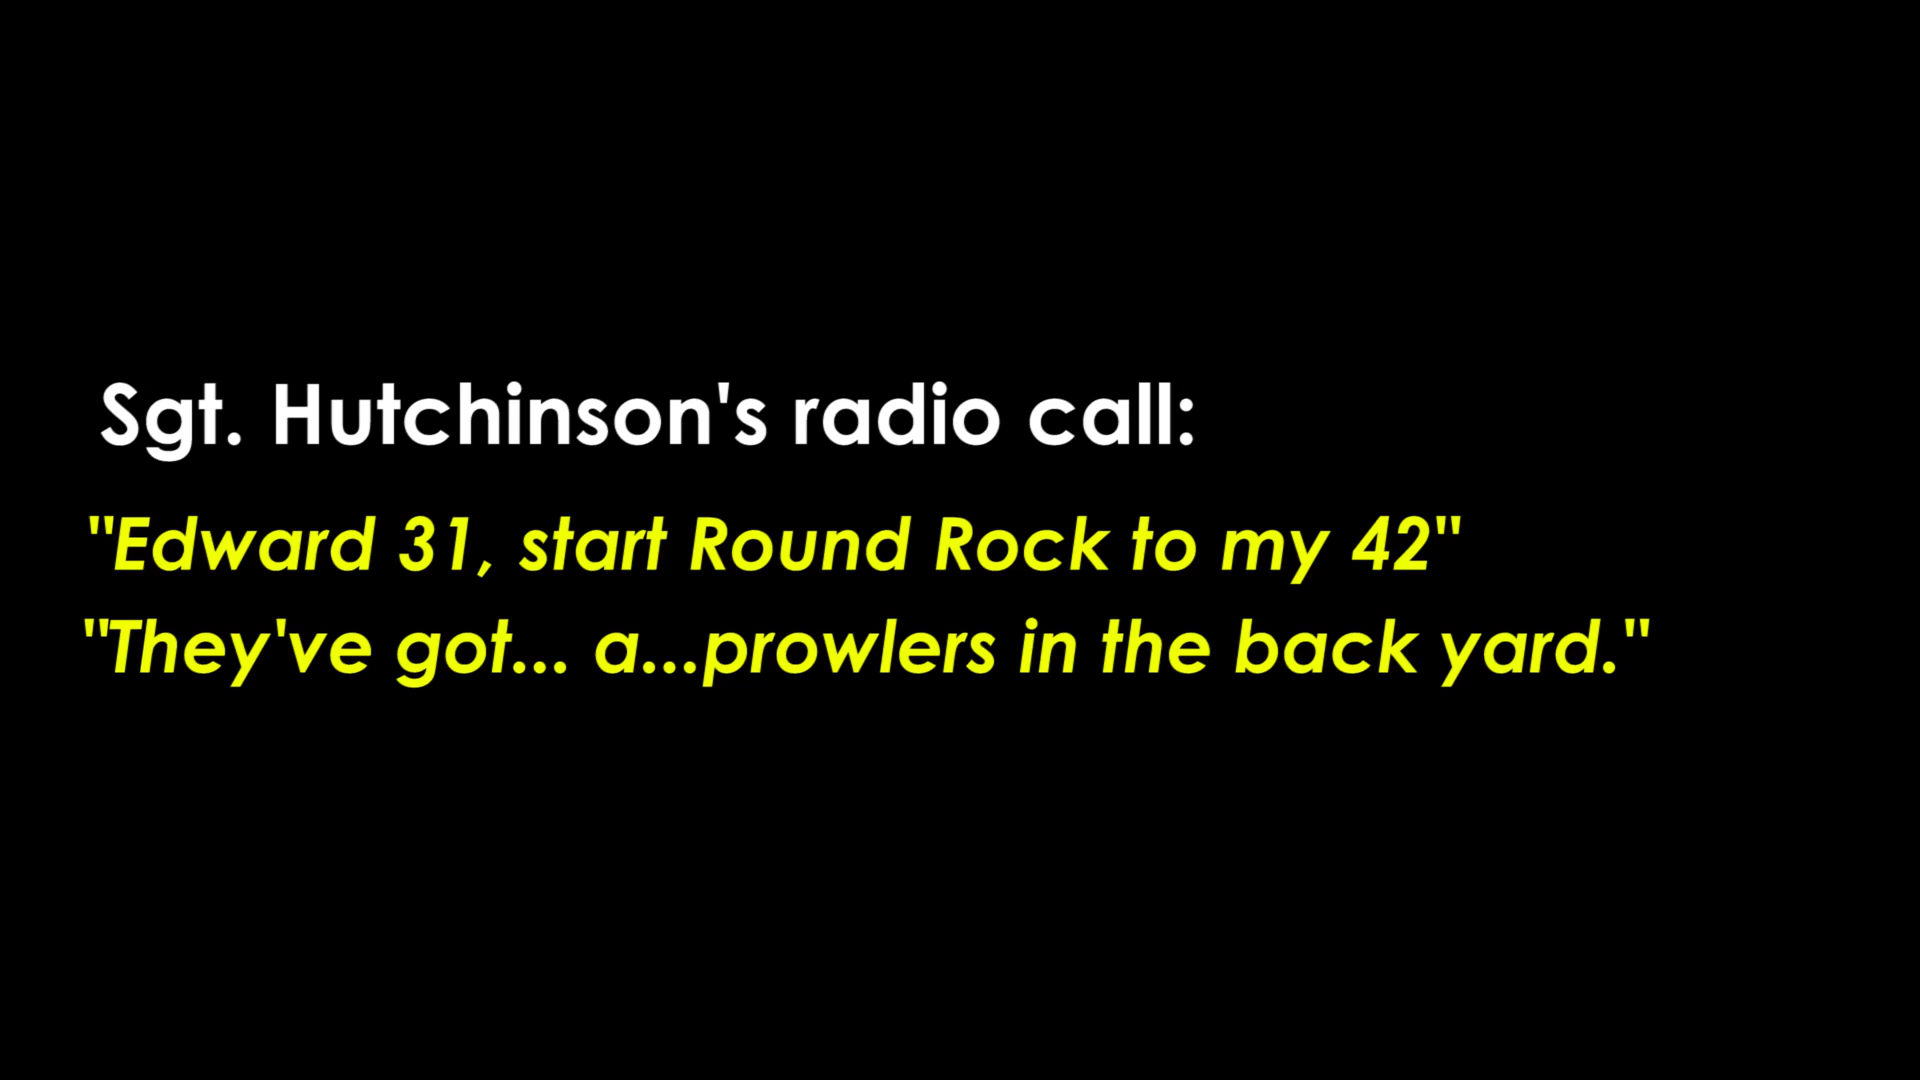 Sgt. Hutchinson's radio call:
"Edward 31, start Round Rock to my 42"
"They've got... a...prowlers in the back yard."